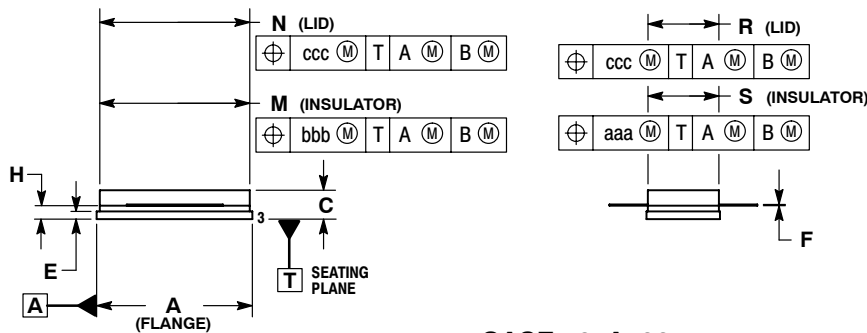 N (LID)
⌖ ccc Ⓜ T A Ⓜ B Ⓜ
M (INSULATOR)
⌖ bbb Ⓜ T A Ⓜ B Ⓜ
R (LID)
⌖ ccc Ⓜ T A Ⓜ B Ⓜ
S (INSULATOR)
⌖ aaa Ⓜ T A Ⓜ B Ⓜ
H
C
3
E
F
T SEATING
PLANE
A
A
(FLANGE)